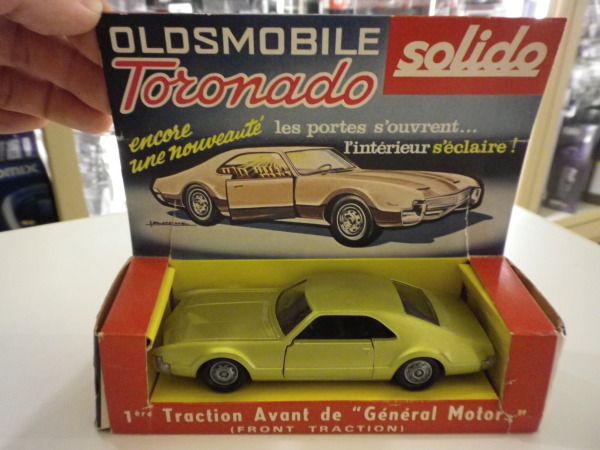 OLDSMOBILE
Toronado
solido
encore
une nouveauté
les portes s'ouvrent...
l'intérieur s'éclaire !
1ère Traction Avant de "Général Motors"
(FRONT TRACTION)